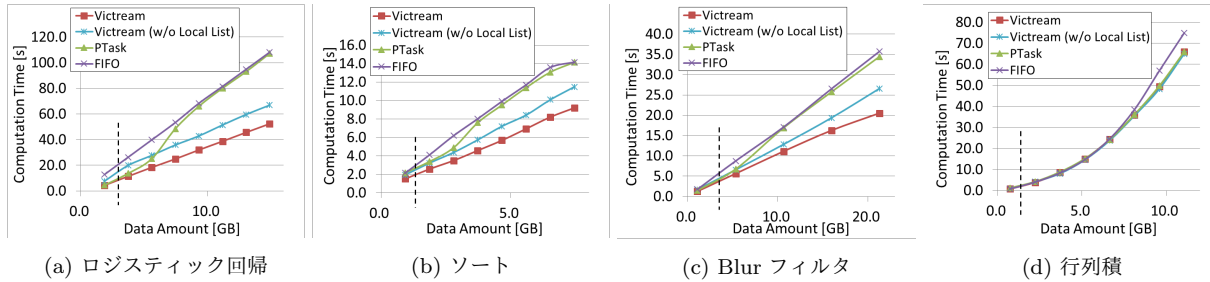 Victream
Victream (w/o Local List)
PTask
FIFO
Computation Time [s]
120.0
100.0
80.0
60.0
40.0
20.0
0.0
0.0
10.0
Data Amount [GB]
(a) ロジスティック回帰
Victream
Victream (w/o Local List)
PTask
FIFO
Computation Time [s]
16.0
14.0
12.0
10.0
8.0
6.0
4.0
2.0
0.0
0.0
5.0
Data Amount [GB]
(b) ソート
Victream
Victream (w/o Local List)
PTask
FIFO
Computation Time [s]
40.0
35.0
30.0
25.0
20.0
15.0
10.0
5.0
0.0
0.0
10.0
20.0
Data Amount [GB]
(c) Blur フィルタ
Victream
Victream (w/o Local List)
PTask
FIFO
Computation Time [s]
80.0
70.0
60.0
50.0
40.0
30.0
20.0
10.0
0.0
0.0
5.0
10.0
Data Amount [GB]
(d) 行列積